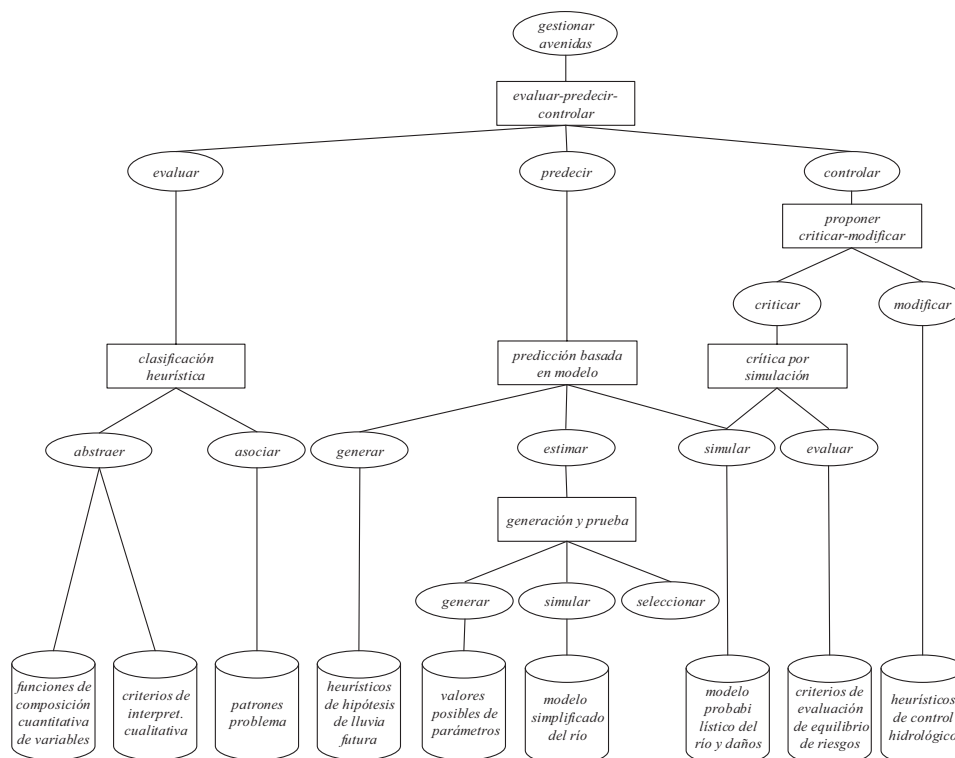 gestionar
avenidas
evaluar-predecir-
controlar
evaluar
predecir
controlar
proponer
criticar-modificar
criticar
modificar
clasificación
heurística
predicción basada
en modelo
crítica por
simulación
abstraer
asociar
generar
estimar
simular
evaluar
generación y prueba
generar
simular
seleccionar
funciones de
composición
cuantitativa
de variables
criterios de
interpret.
cualitativa
patrones
problema
heurísticos
de hipótesis
de lluvia
futura
valores
posibles de
parámetros
modelo
simplificado
del río
modelo
probabi
lístico del
río y daños
criterios de
evaluación
de equilibrio
de riesgos
heurísticos
de control
hidrológico